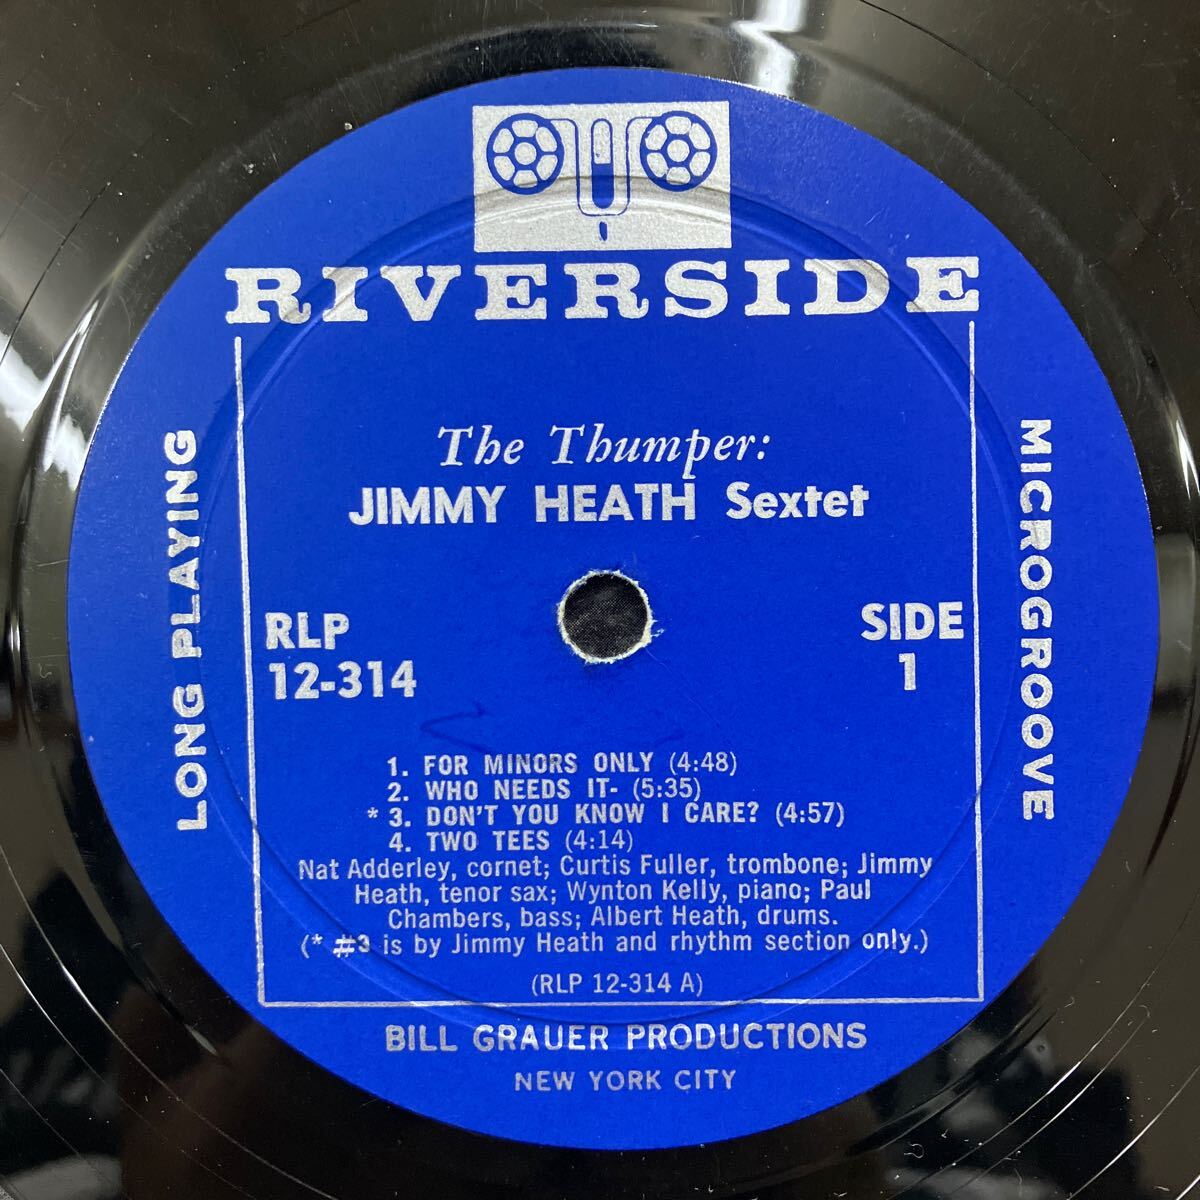 RIVERSIDE
The Thumper:
JIMMY HEATH Sextet
LONG PLAYING
MICROGROOVE
RLP
12-314
SIDE
1
1. FOR MINORS ONLY (4:48)
2. WHO NEEDS IT- (5:35)
* 3. DON'T YOU KNOW I CARE? (4:57)
4. TWO TEES (4:14)
Nat Adderley, cornet; Curtis Fuller, trombone; Jimmy
Heath, tenor sax; Wynton Kelly, piano; Paul
Chambers, bass; Albert Heath, drums.
(* #3 is by Jimmy Heath and rhythm section only.)
(RLP 12-314 A)
BILL GRAUER PRODUCTIONS
NEW YORK CITY